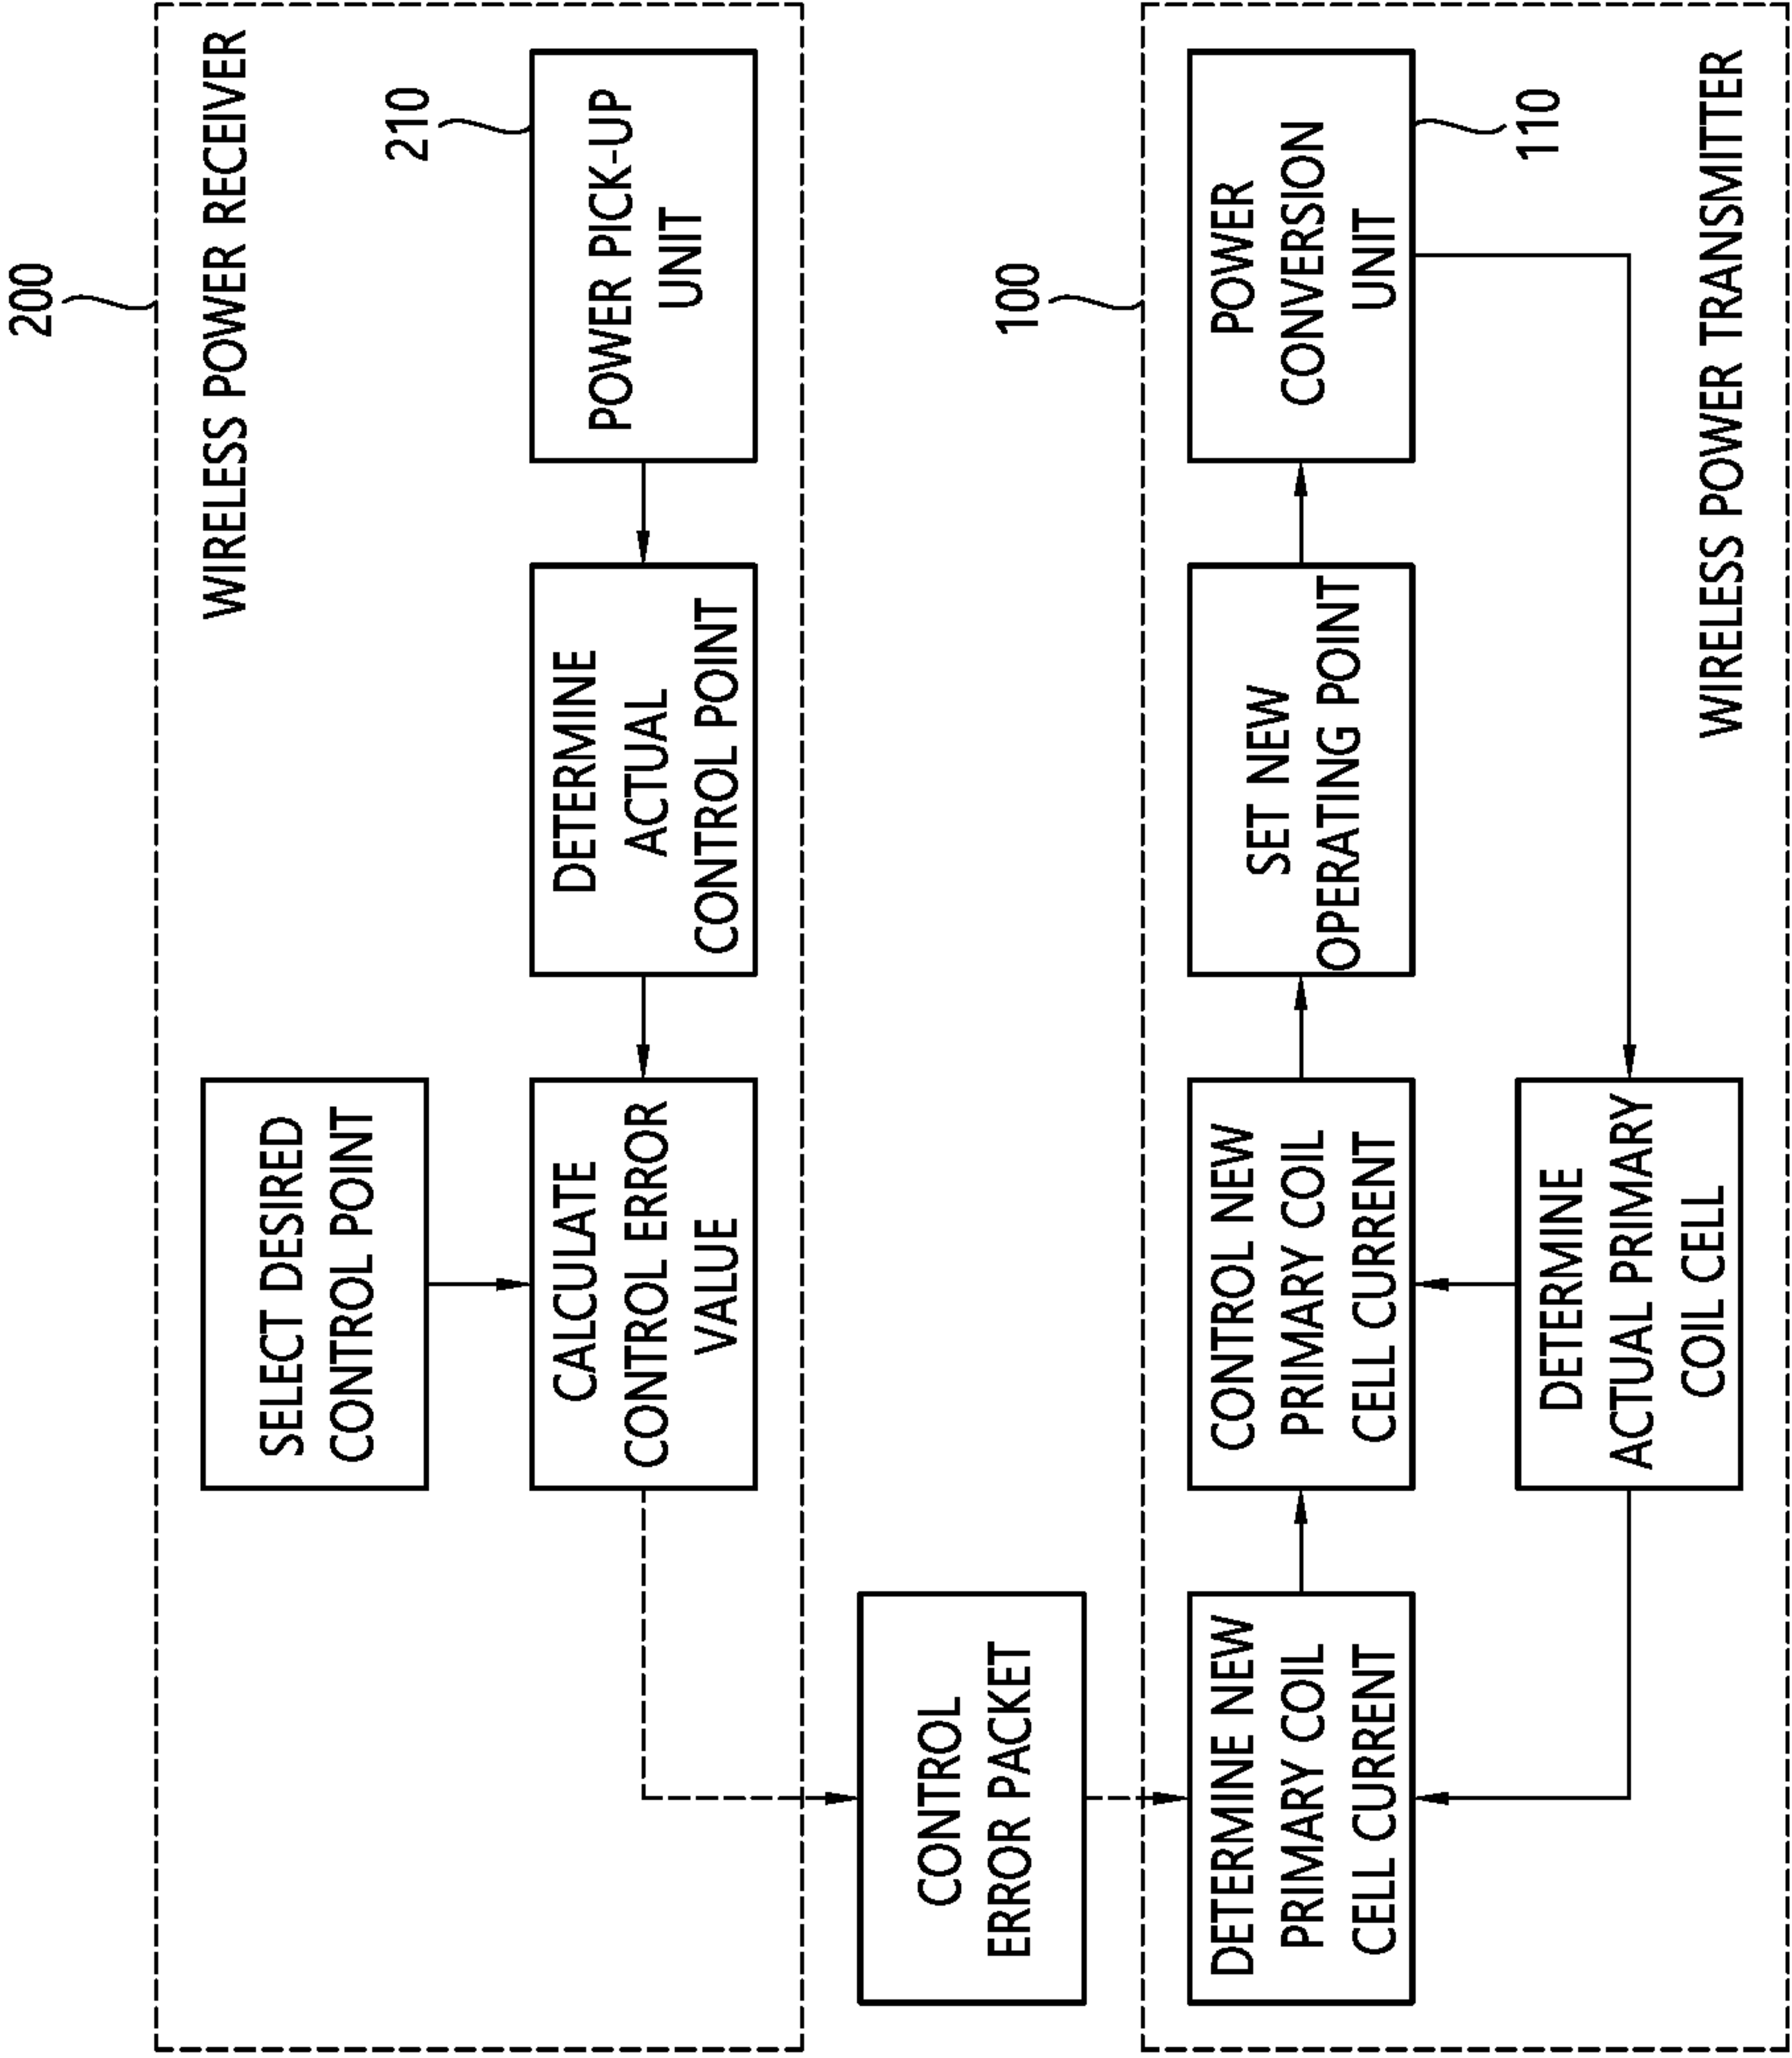 200
WIRELESS POWER RECEIVER
SELECT DESIRED
CONTROL POINT
210
CALCULATE
CONTROL ERROR
VALUE
DETERMINE
ACTUAL
CONTROL POINT
POWER PICK-UP
UNIT
CONTROL
ERROR PACKET
100
DETERMINE NEW
PRIMARY COIL
CELL CURRENT
CONTROL NEW
PRIMARY COIL
CELL CURRENT
SET NEW
OPERATING POINT
POWER
CONVERSION
UNIT
110
DETERMINE
ACTUAL PRIMARY
COIL CELL
WIRELESS POWER TRANSMITTER